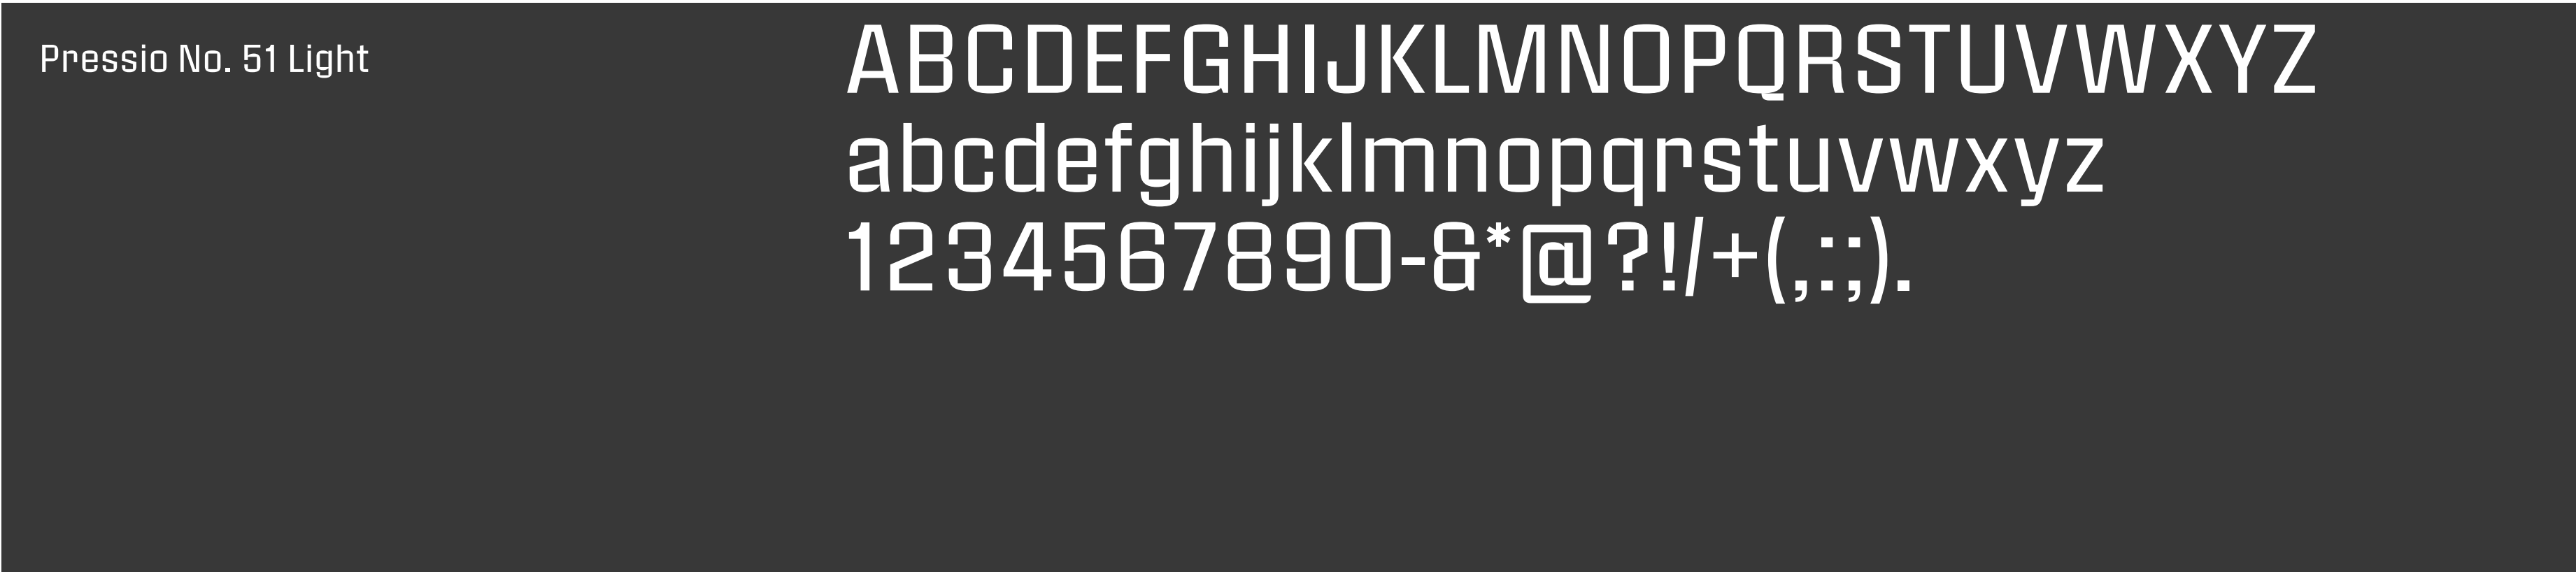 Pressio No. 51 Light
ABCDEFGHIJKLMNOPQRSTUVWXYZ
abcdefghijklmnopqrstuvwxyz
1234567890-&*@?!/+(,:;).